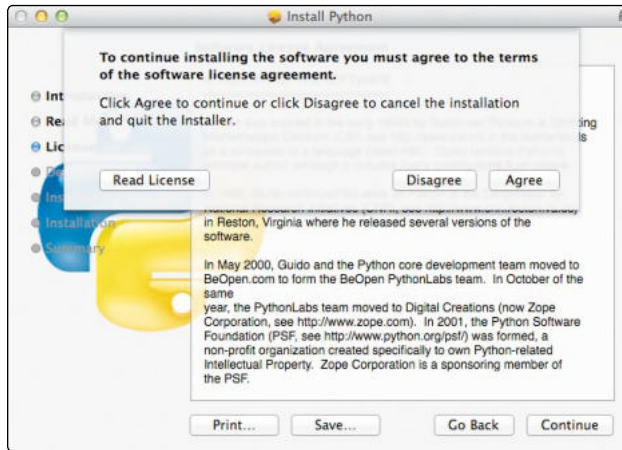 Install Python
To continue installing the software you must agree to the terms
of the software license agreement.
Click Agree to continue or click Disagree to cancel the installation
and quit the Installer.
Read License
Disagree
Agree
Int
Re
Lic
Ins
Installation
Summary
in Reston, Virginia where he released several versions of the
software.
In May 2000, Guido and the Python core development team moved to
BeOpen.com to form the BeOpen PythonLabs team. In October of the
same
year, the PythonLabs team moved to Digital Creations (now Zope
Corporation, see http://www.zope.com). In 2001, the Python Software
Foundation (PSF, see http://www.python.org/psf/) was formed, a
non-profit organization created specifically to own Python-related
Intellectual Property. Zope Corporation is a sponsoring member of
the PSF.
Print...
Save...
Go Back
Continue